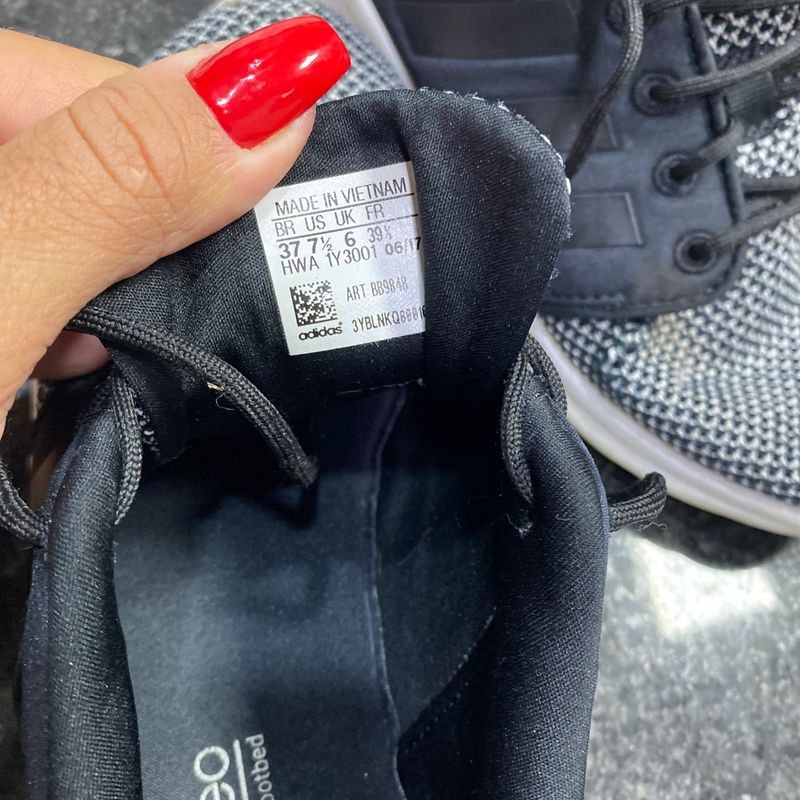 MADE IN VIETNAM
BR US UK FR
37 7½ 6 39⅓
HWA 1Y3001 06/17
ART BB9848
adidas
eo
ootbed